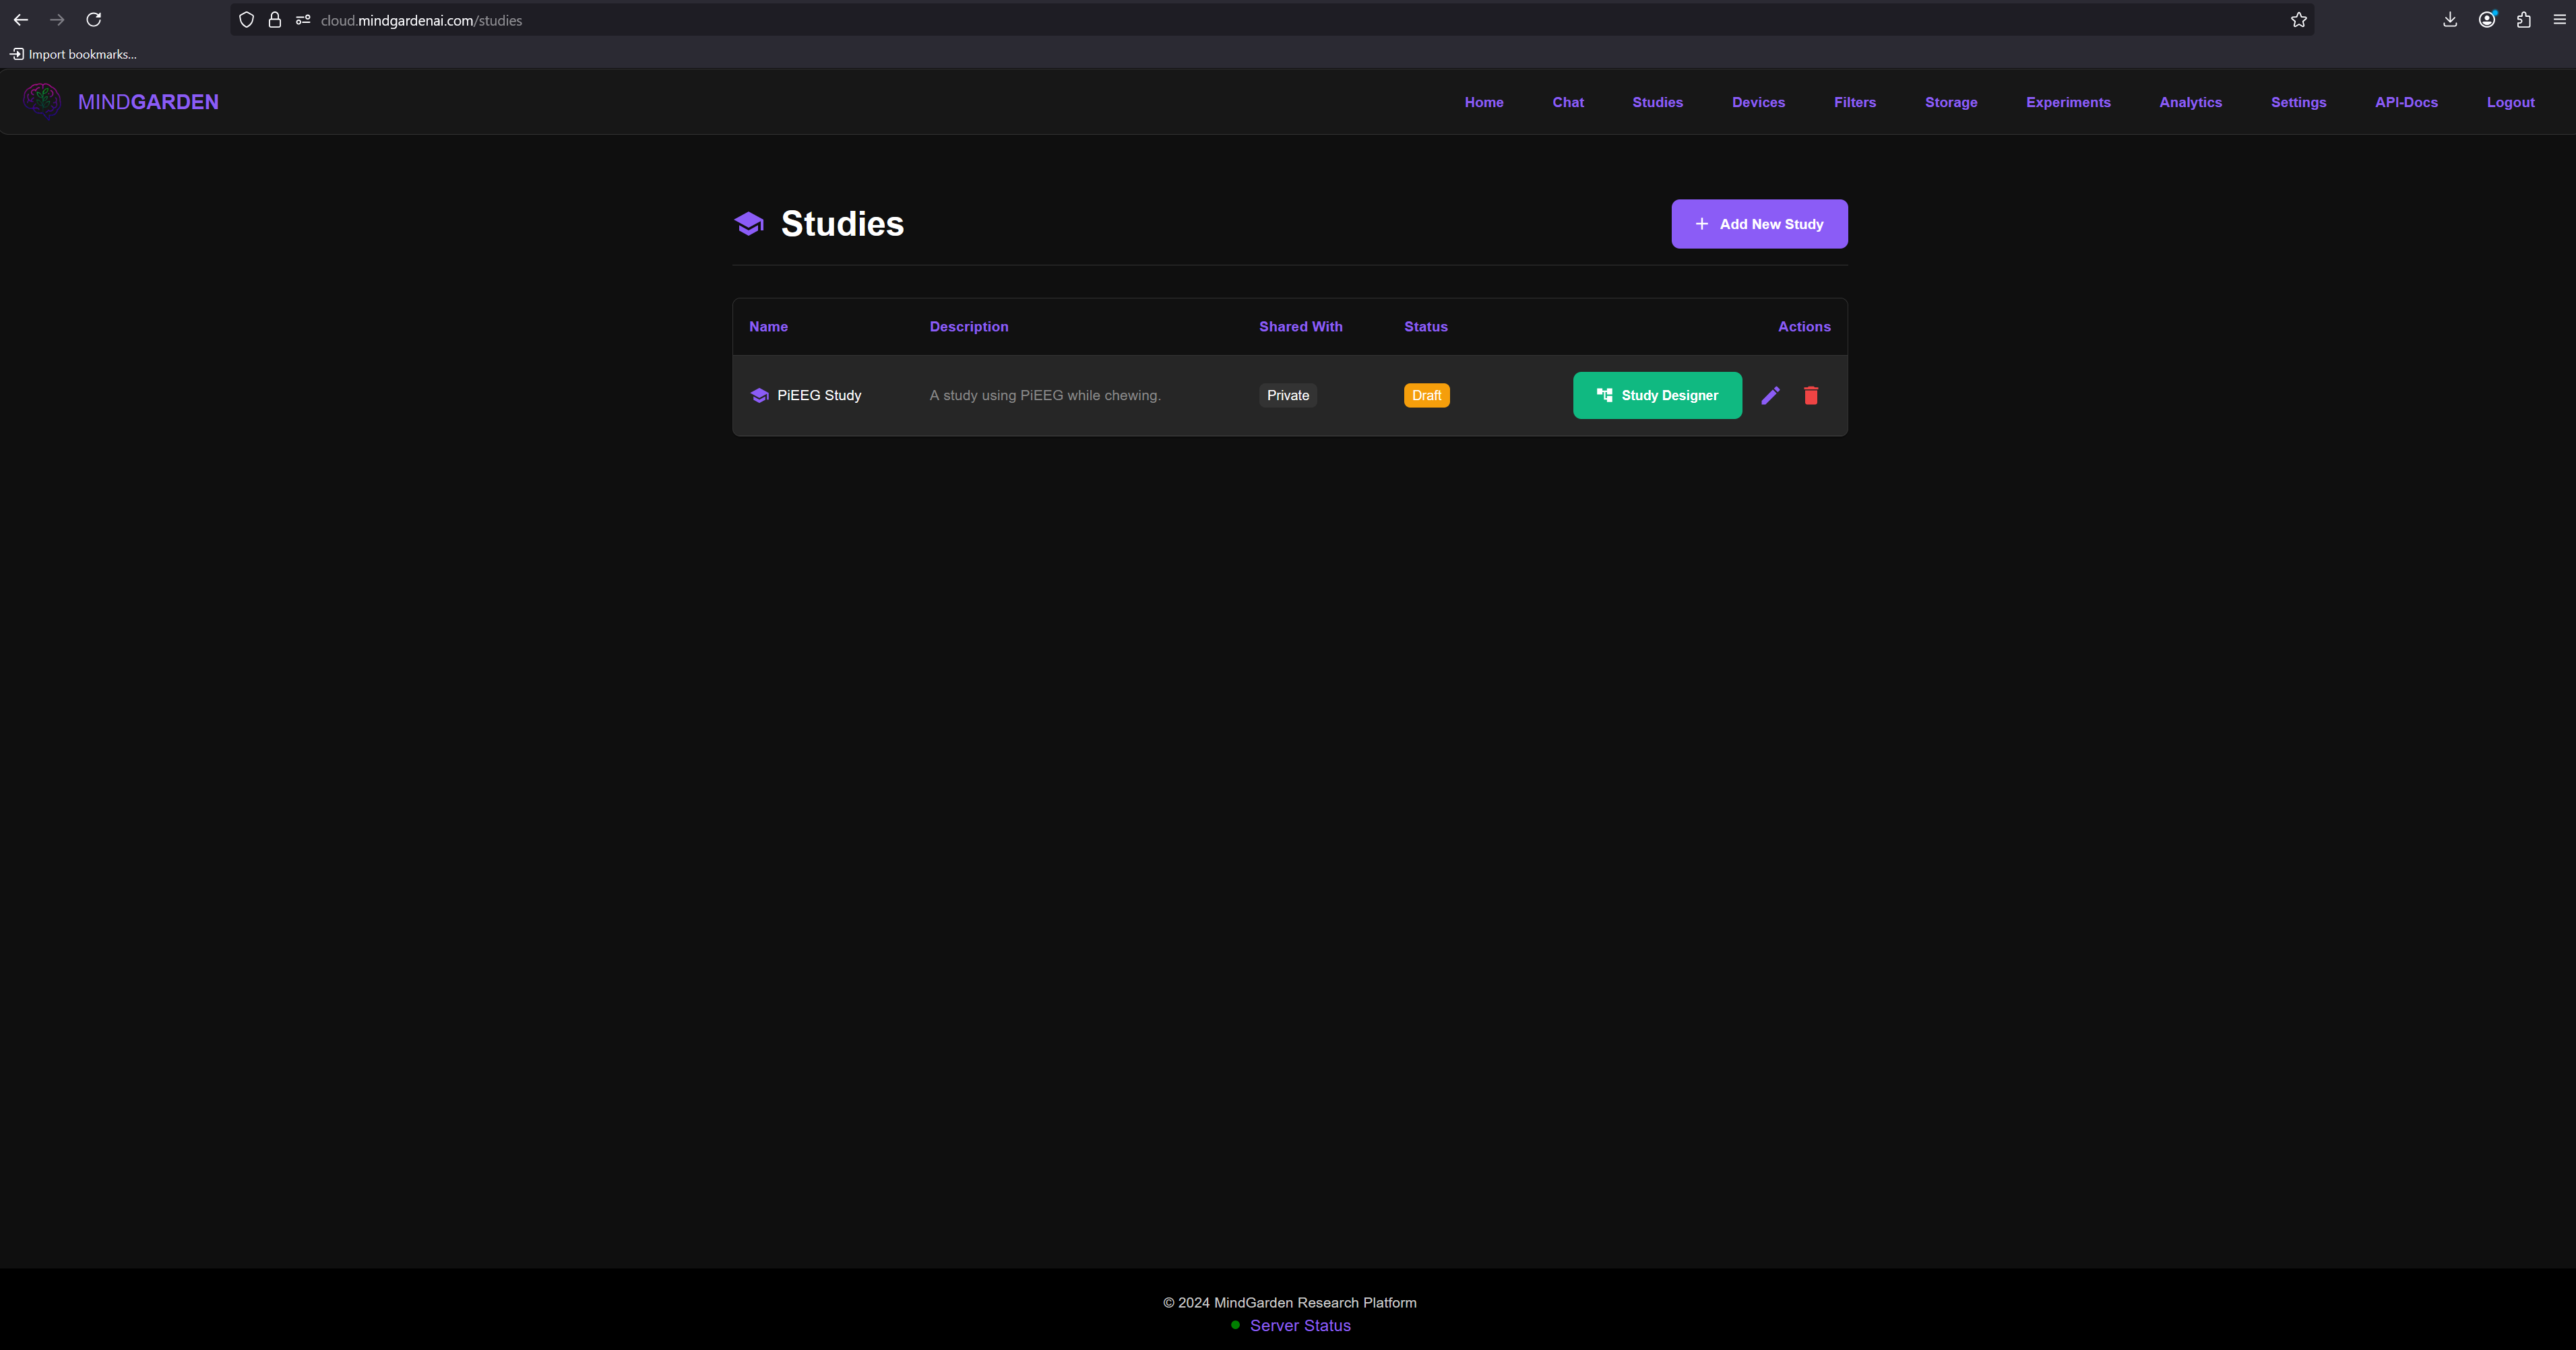 cloud.mindgardenai.com/studies
Import bookmarks...
MINDGARDEN
Home Chat Studies Devices Filters Storage Experiments Analytics Settings API-Docs Logout
Studies
Add New Study
Name Description Shared With Status Actions
PiEEG Study A study using PiEEG while chewing. Private Draft Study Designer
© 2024 MindGarden Research Platform
Server Status